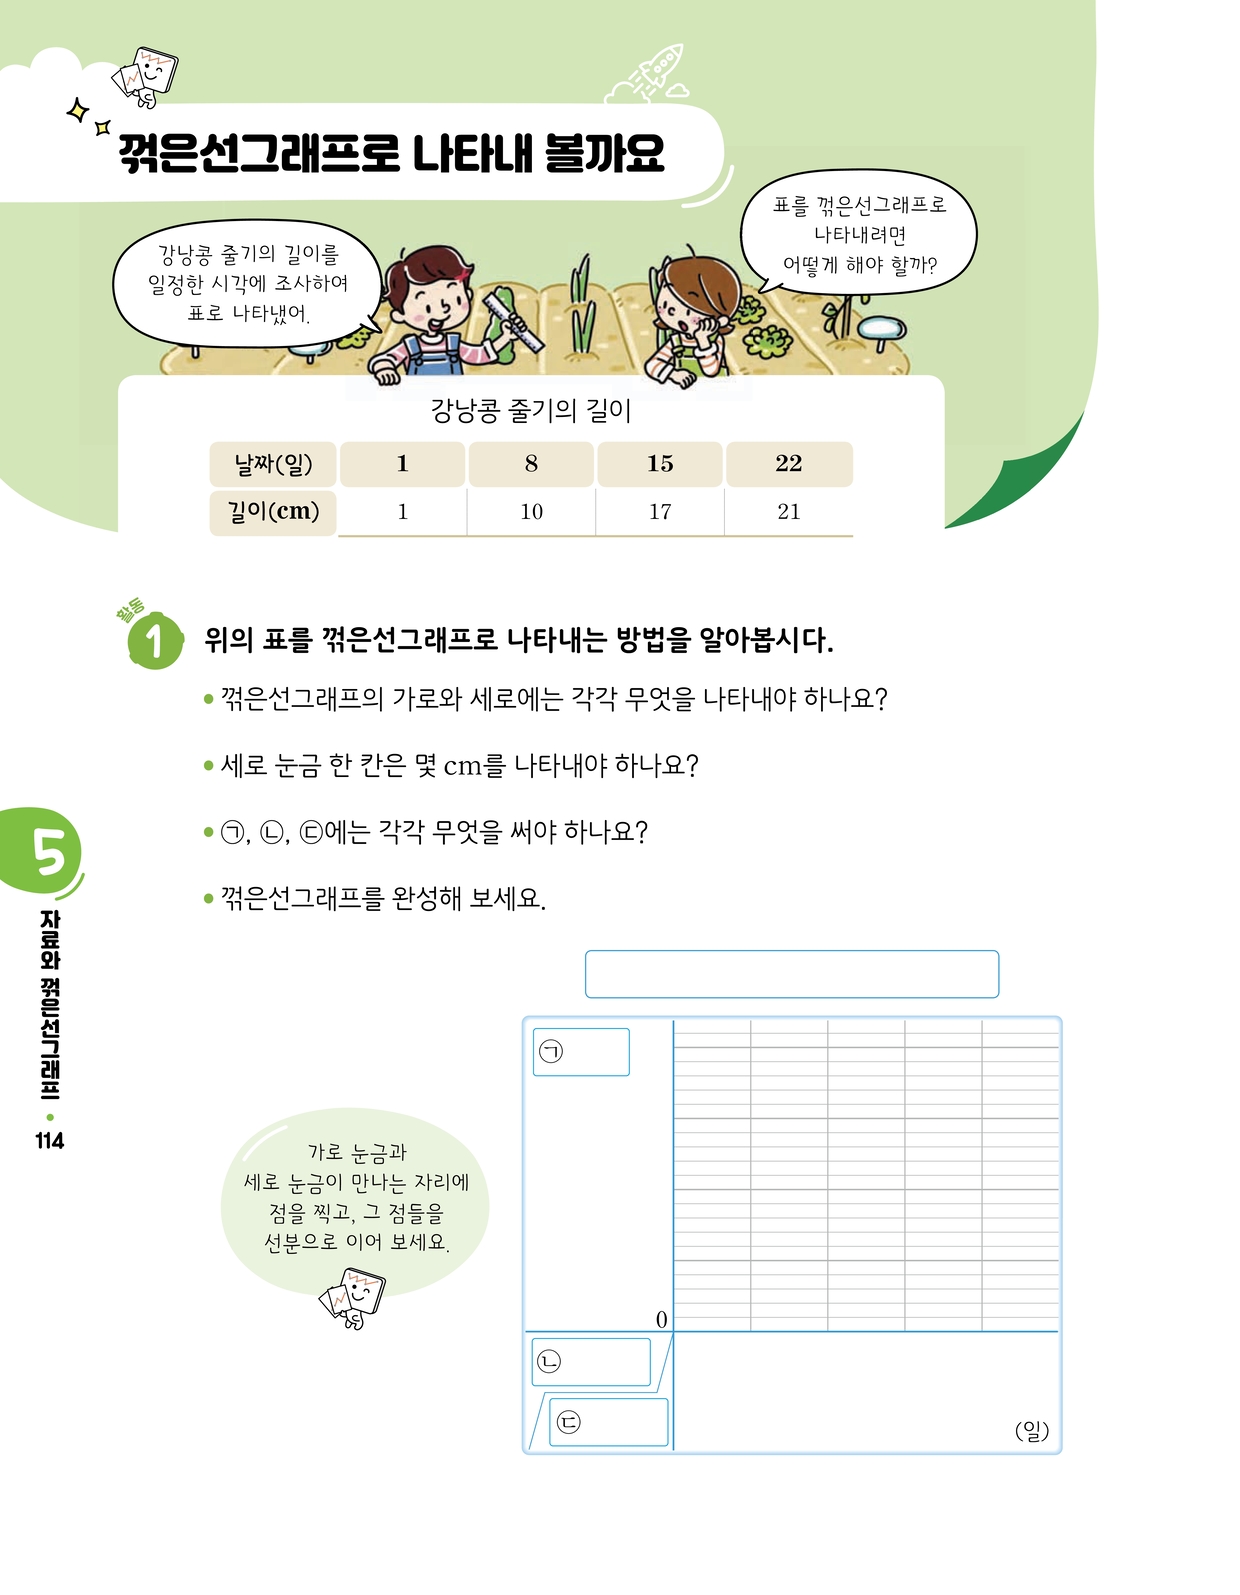 꺾은선그래프로 나타내 볼까요
강낭콩 줄기의 길이를
일정한 시각에 조사하여
표로 나타냈어.
표를 꺾은선그래프로
나타내려면
어떻게 해야 할까?
강낭콩 줄기의 길이
날짜(일) 1 8 15 22
길이(cm) 1 10 17 21
활동
1 위의 표를 꺾은선그래프로 나타내는 방법을 알아봅시다.
• 꺾은선그래프의 가로와 세로에는 각각 무엇을 나타내야 하나요?
• 세로 눈금 한 칸은 몇 cm를 나타내야 하나요?
• ㉠, ㉡, ㉢에는 각각 무엇을 써야 하나요?
• 꺾은선그래프를 완성해 보세요.
㉠
0
㉡
㉢
(일)
가로 눈금과
세로 눈금이 만나는 자리에
점을 찍고, 그 점들을
선분으로 이어 보세요.
5
자료와 꺾은선그래프
•
114